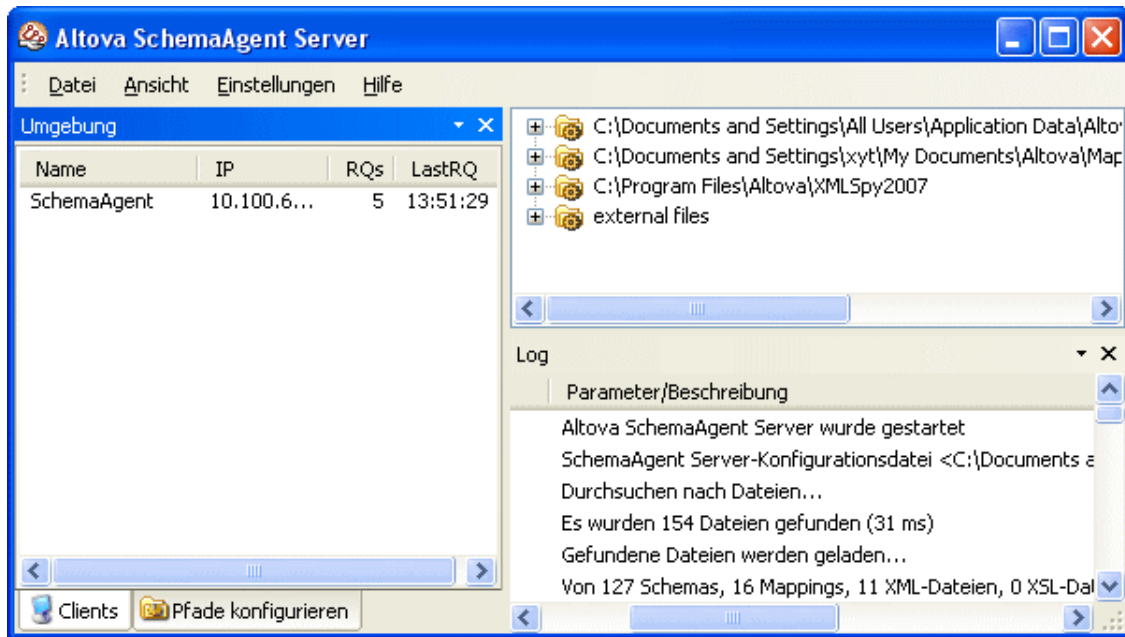 Altova SchemaAgent Server
Datei Ansicht Einstellungen Hilfe
Umgebung
Name IP RQs LastRQ
SchemaAgent 10.100.6... 5 13:51:29
Clients Pfade konfigurieren
C:\Documents and Settings\All Users\Application Data\Alto
C:\Documents and Settings\xyt\My Documents\Altova\Map
C:\Program Files\Altova\XMLSpy2007
external files
Log
Parameter/Beschreibung
Altova SchemaAgent Server wurde gestartet
SchemaAgent Server-Konfigurationsdatei <C:\Documents a
Durchsuchen nach Dateien...
Es wurden 154 Dateien gefunden (31 ms)
Gefundene Dateien werden geladen...
Von 127 Schemas, 16 Mappings, 11 XML-Dateien, 0 XSL-Dat